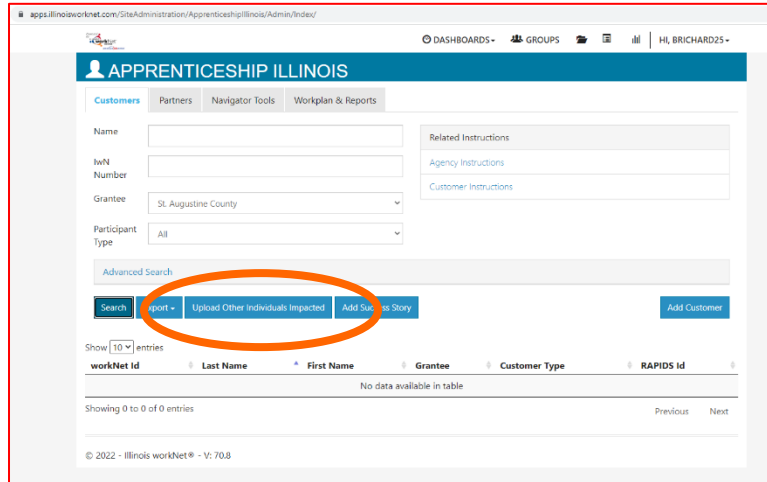 apps.illinoisworknet.com/SiteAdministration/ApprenticeshipIllinois/Admin/Index/
DASHBOARDS GROUPS HI, BRICHARD25
APPRENTICESHIP ILLINOIS
Customers Partners Navigator Tools Workplan & Reports
Name
Related Instructions
IwN Number
Agency Instructions
Customer Instructions
Grantee St. Augustine County
Participant Type All
Advanced Search
Search Export Upload Other Individuals Impacted Add Success Story Add Customer
Show 10 entries
workNet Id Last Name First Name Grantee Customer Type RAPIDS Id
No data available in table
Showing 0 to 0 of 0 entries Previous Next
© 2022 - Illinois workNet® - V: 70.8